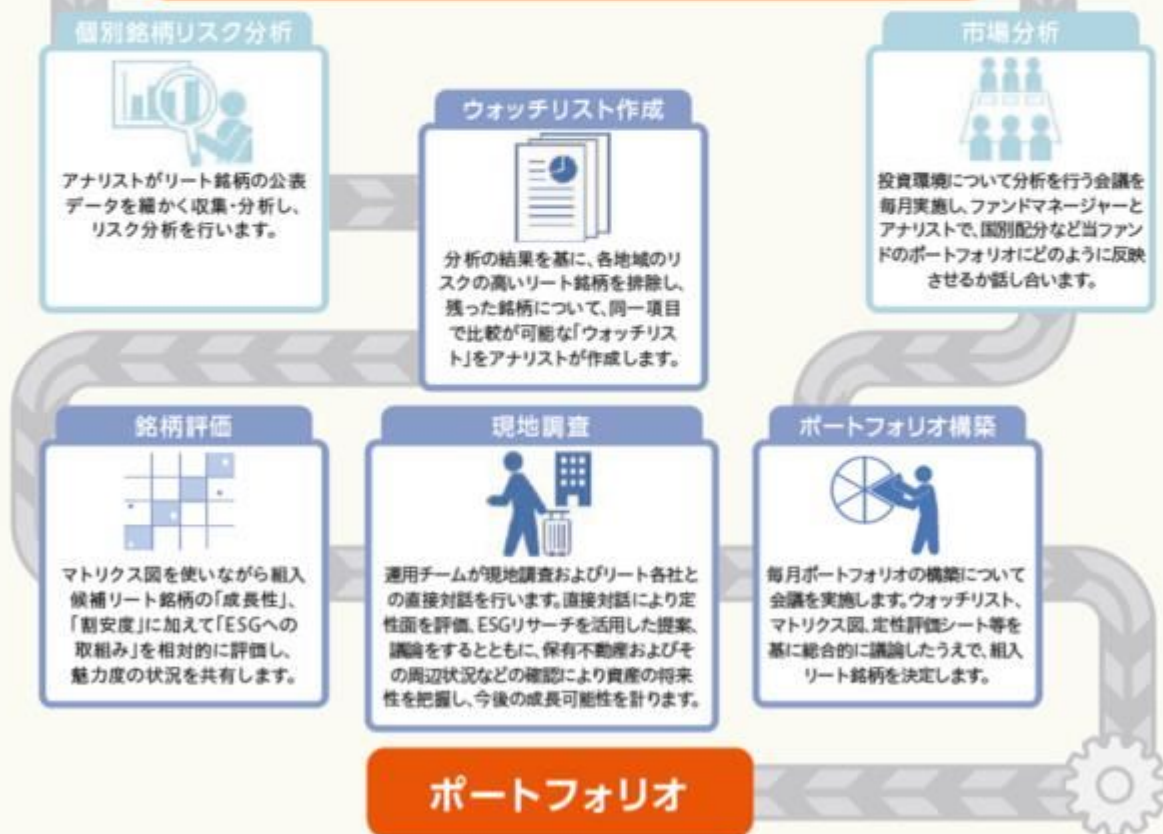 個別銘柄リスク分析
アナリストがリート銘柄の公表
データを細かく収集・分析し、
リスク分析を行います。
ウォッチリスト作成
分析の結果を基に、各地域のリ
スクの高いリート銘柄を排除し、
残った銘柄について、同一項目
で比較が可能な「ウォッチリス
ト」をアナリストが作成します。
市場分析
投資環境について分析を行う会議を
毎月実施し、ファンドマネージャーと
アナリストで、国別配分など当ファン
ドのポートフォリオにどのように反映
させるか話し合います。
銘柄評価
マトリクス図を使いながら組入
候補リート銘柄の「成長性」、
「割安度」に加えて「ESGへの
取組み」を相対的に評価し、
魅力度の状況を共有します。
現地調査
運用チームが現地調査およびリート各社と
の直接対話を行います。直接対話により定
性面を評価、ESGリサーチを活用した提案、
議論をするとともに、保有不動産およびそ
の周辺状況などの確認により資産の将来
性を把握し、今後の成長可能性を計ります。
ポートフォリオ構築
毎月ポートフォリオの構築について
会議を実施します。ウォッチリスト、
マトリクス図、定性評価シート等を
基に総合的に議論したうえで、組入
リート銘柄を決定します。
ポートフォリオ